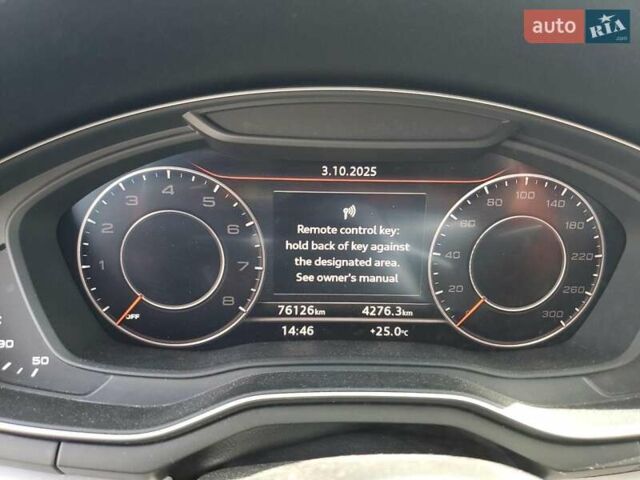 auto RIA.com
3.10.2025
Remote control key:
hold back of key against
the designated area.
See owner's manual
1 2 3 4 5 6 7 8
OFF
20 40 60 80 100 140 180 220 260 300
76126km 4276.3km
14:46 +25.0°C
90 50